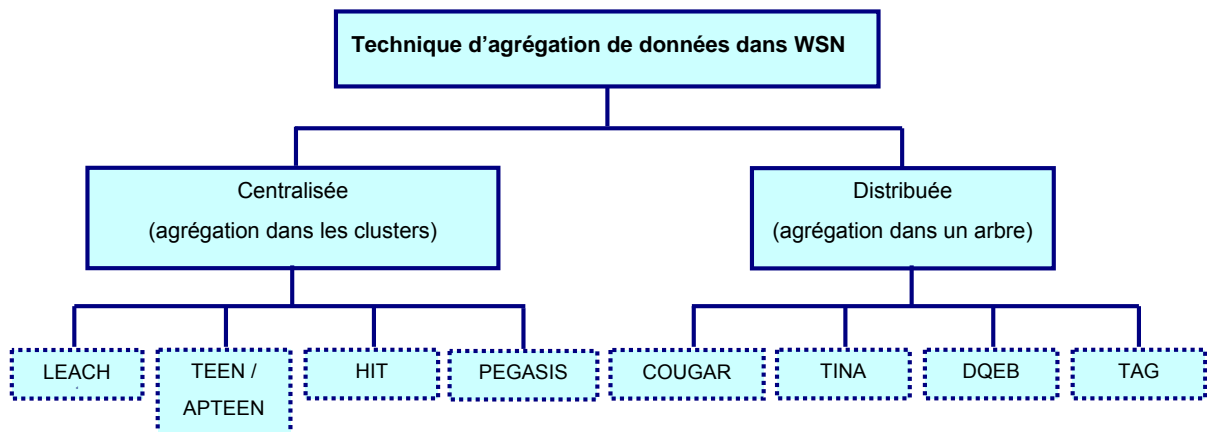 Technique d'agrégation de données dans WSN
Centralisée
(agrégation dans les clusters)
Distribuée
(agrégation dans un arbre)
LEACH
TEEN /
APTEEN
HIT
PEGASIS
COUGAR
TINA
DQEB
TAG